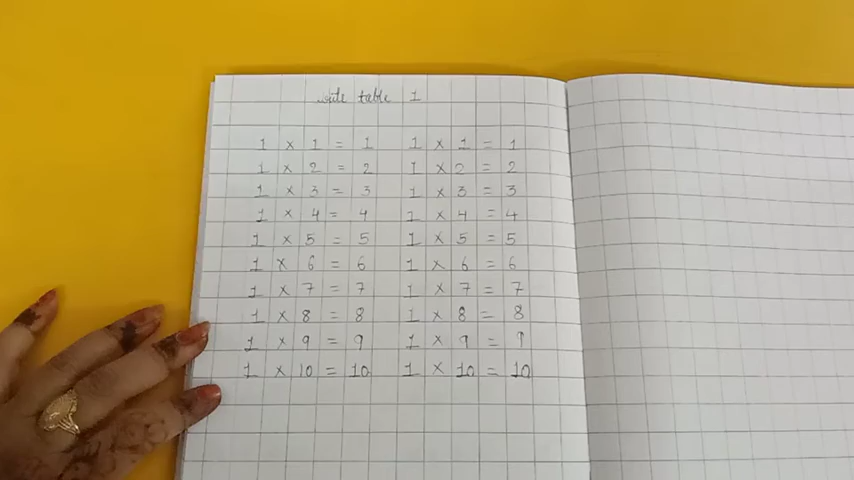 write table 1
1 × 1 = 1 1 × 1 = 1
1 × 2 = 2 1 × 2 = 2
1 × 3 = 3 1 × 3 = 3
1 × 4 = 4 1 × 4 = 4
1 × 5 = 5 1 × 5 = 5
1 × 6 = 6 1 × 6 = 6
1 × 7 = 7 1 × 7 = 7
1 × 8 = 8 1 × 8 = 8
1 × 9 = 9 1 × 9 = 9
1 × 10 = 10 1 × 10 = 10